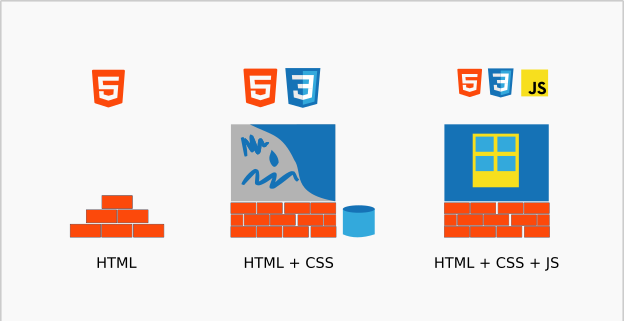 5
5 3
5 3 JS
HTML
HTML + CSS
HTML + CSS + JS